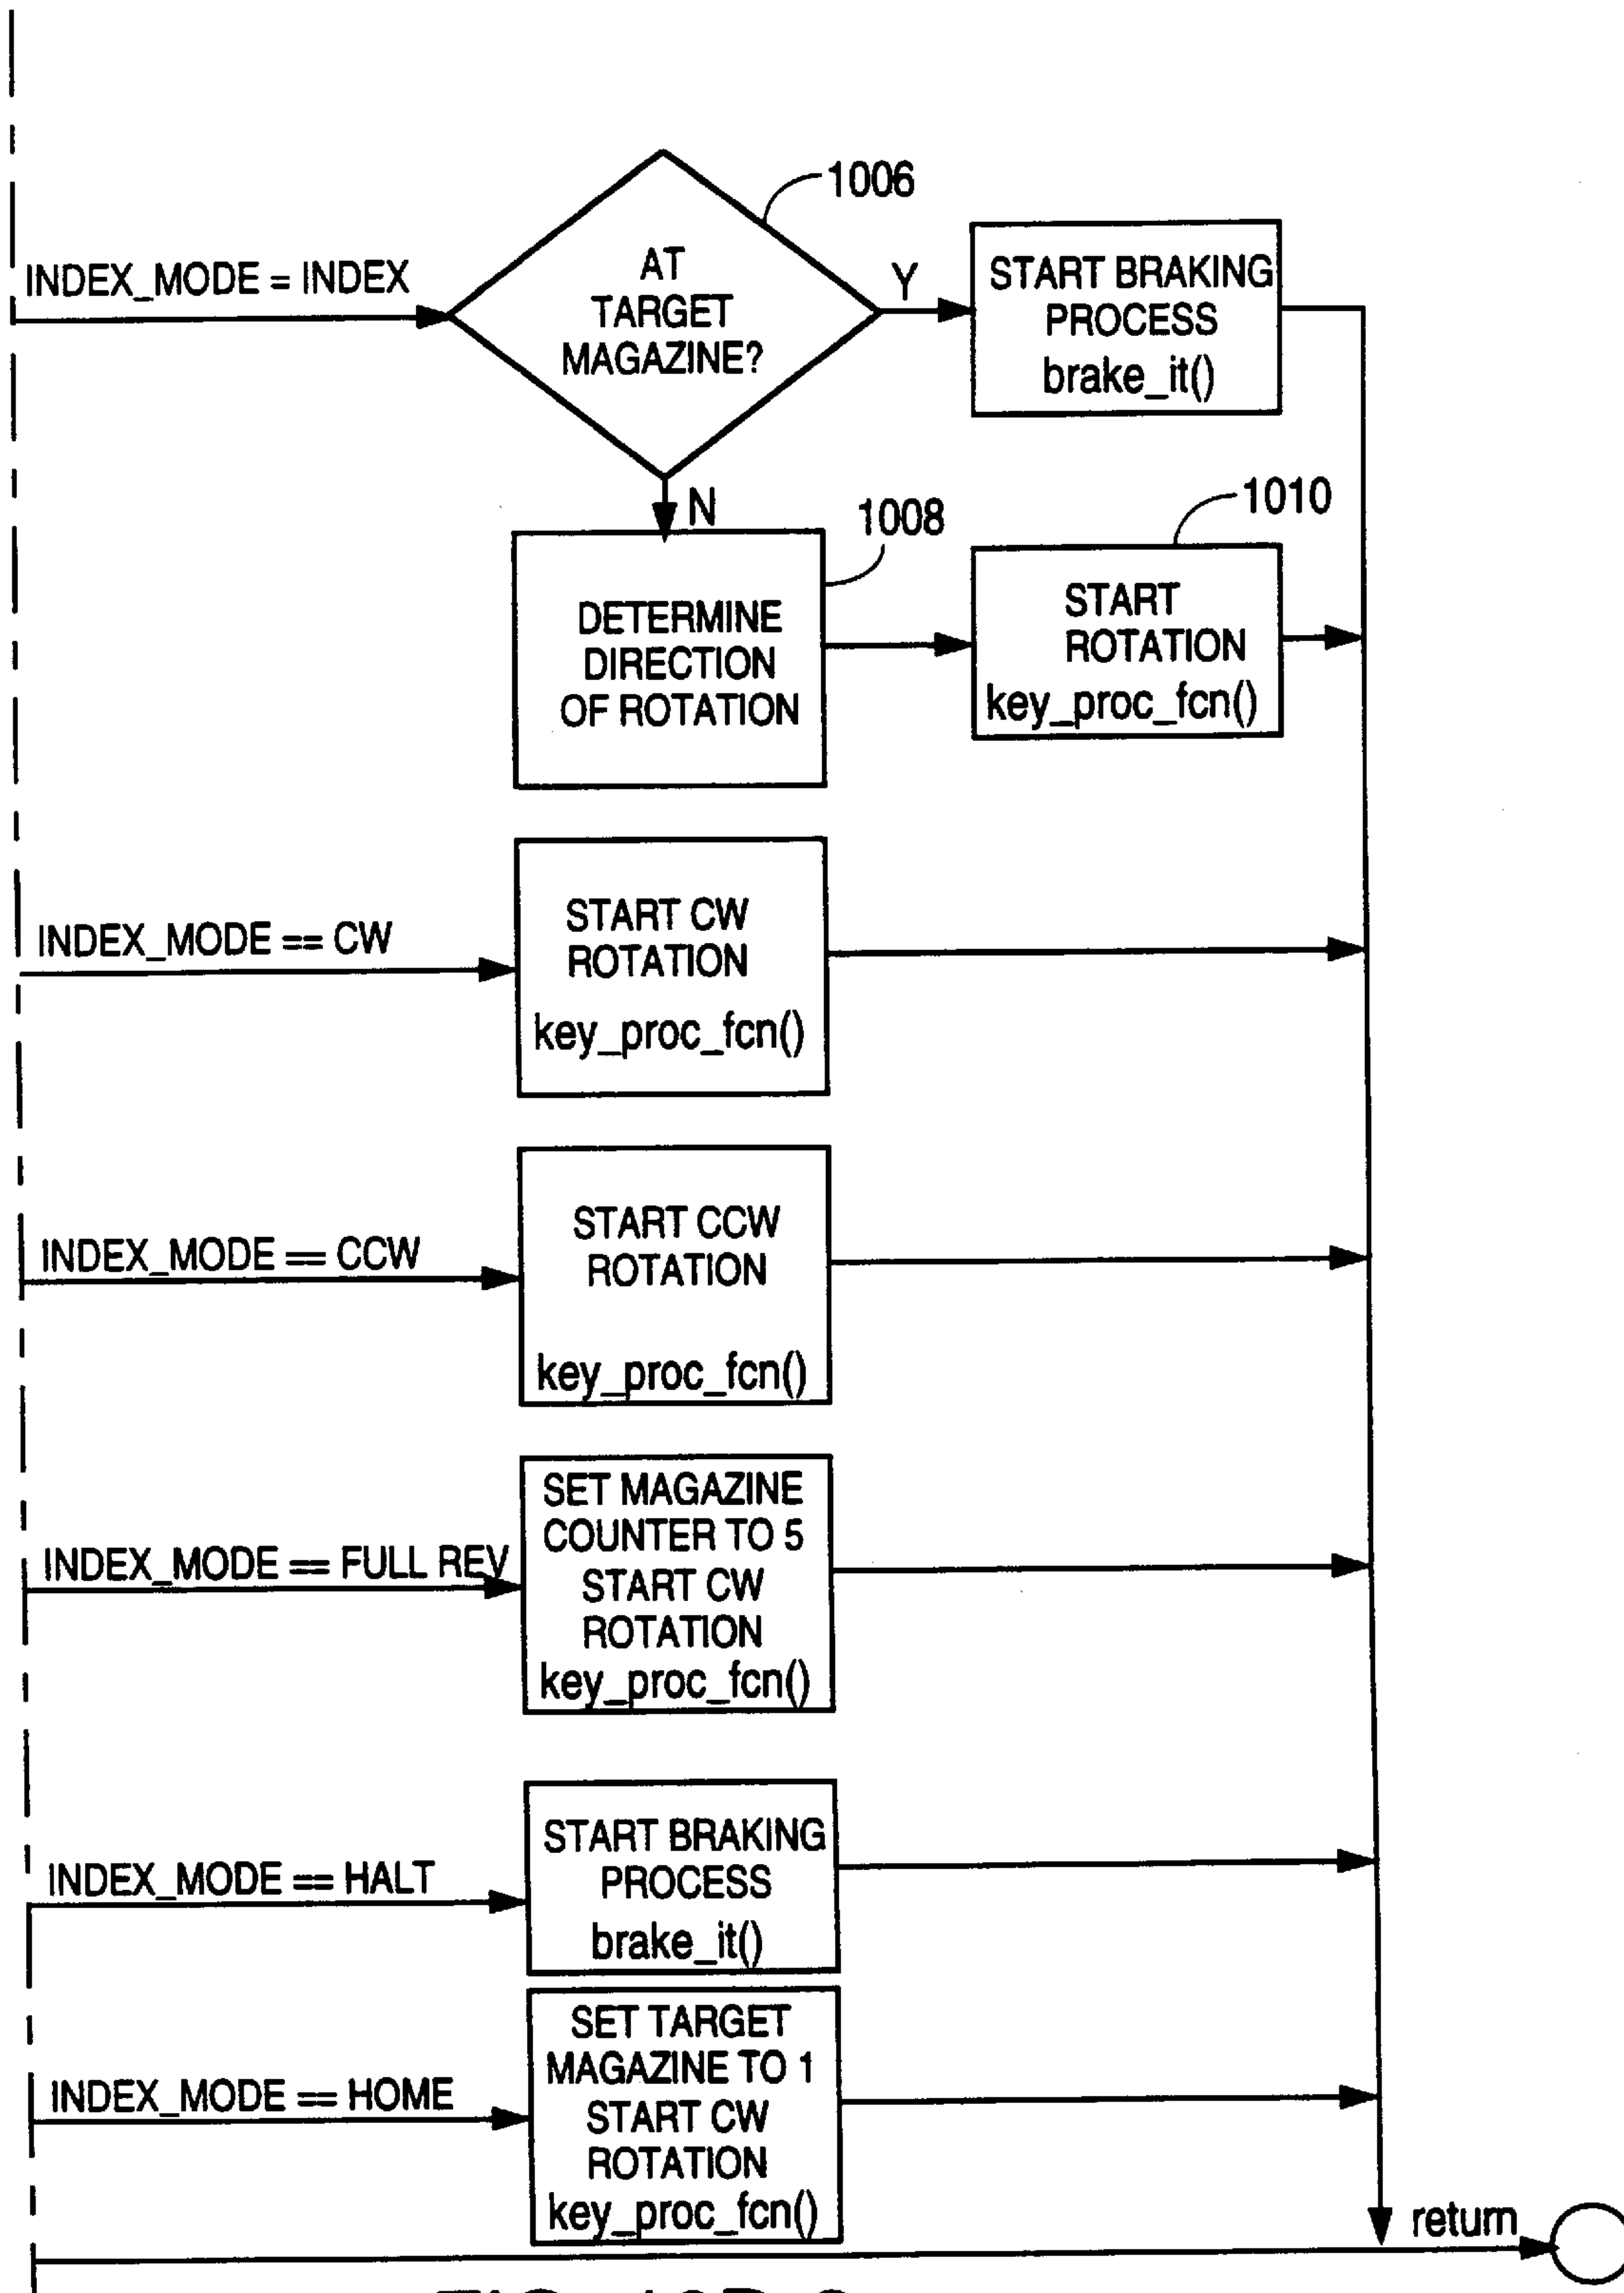 1006
INDEX_MODE = INDEX
AT
TARGET
MAGAZINE?
Y
START BRAKING
PROCESS
brake_it()
N
1008
1010
DETERMINE
DIRECTION
OF ROTATION
START
ROTATION
key_proc_fcn()
INDEX_MODE == CW
START CW
ROTATION
key_proc_fcn()
INDEX_MODE == CCW
START CCW
ROTATION
key_proc_fcn()
INDEX_MODE == FULL REV
SET MAGAZINE
COUNTER TO 5
START CW
ROTATION
key_proc_fcn()
INDEX_MODE == HALT
START BRAKING
PROCESS
brake_it()
INDEX_MODE == HOME
SET TARGET
MAGAZINE TO 1
START CW
ROTATION
key_proc_fcn()
return